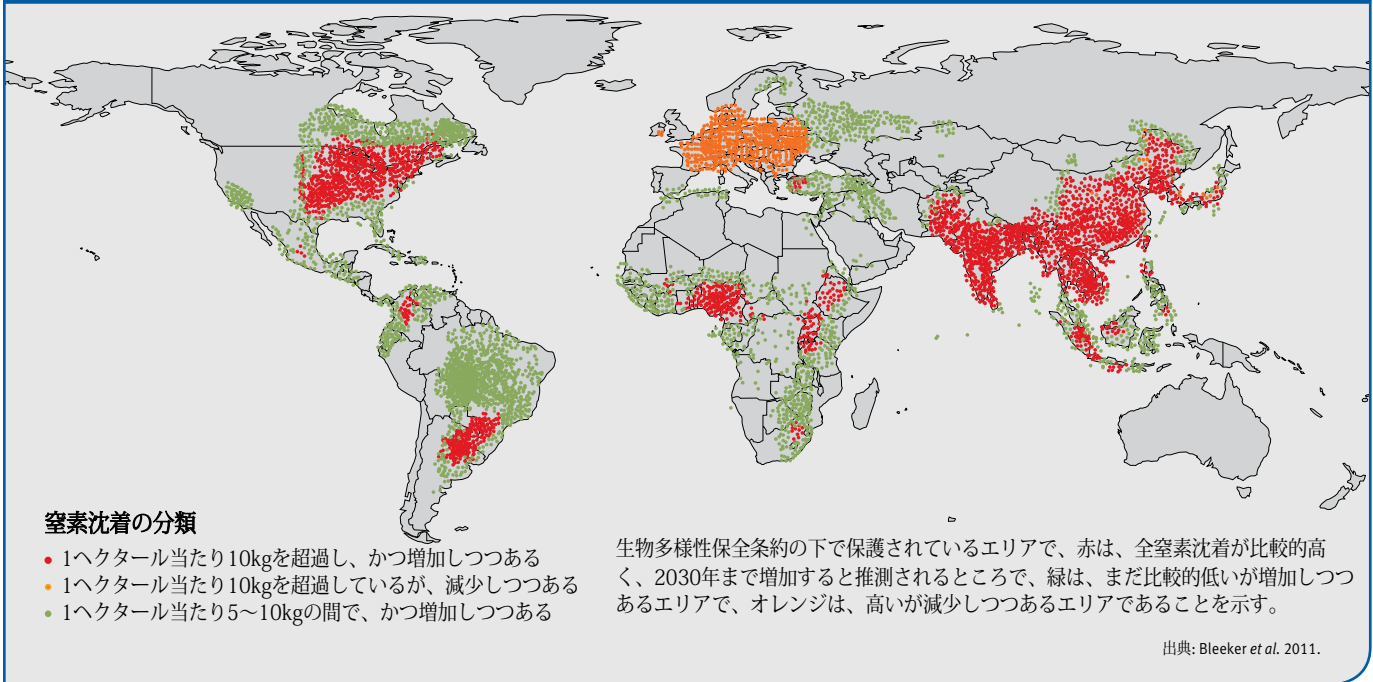 窒素沈着の分類
1ヘクタール当たり10kgを超過し、かつ増加しつつある
1ヘクタール当たり10kgを超過しているが、減少しつつある
1ヘクタール当たり5〜10kgの間で、かつ増加しつつある
生物多様性保全条約の下で保護されているエリアで、赤は、全窒素沈着が比較的高
く、2030年まで増加すると推測されるところで、緑は、まだ比較的低いが増加しつつ
あるエリアで、オレンジは、高いが減少しつつあるエリアであることを示す。
出典: Bleeker et al. 2011.